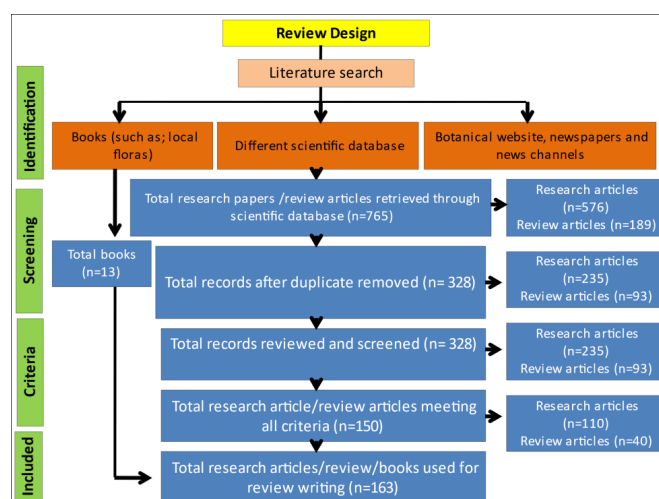 Review Design
Literature search
Identification
Books (such as; local
floras)
Different scientific database
Botanical website, newspapers and
news channels
Total research papers /review articles retrieved through
scientific database (n=765)
Research articles
(n=576)
Review articles (n=189)
Screening
Total books
(n=13)
Total records after duplicate removed (n= 328)
Research articles
(n=235)
Review articles (n=93)
Total records reviewed and screened (n= 328)
Research articles
(n=235)
Review articles (n=93)
Criteria
Total research article/review articles meeting
all criteria (n=150)
Research articles
(n=110)
Review articles (n=40)
Included
Total research articles/review/books used for
review writing (n=163)